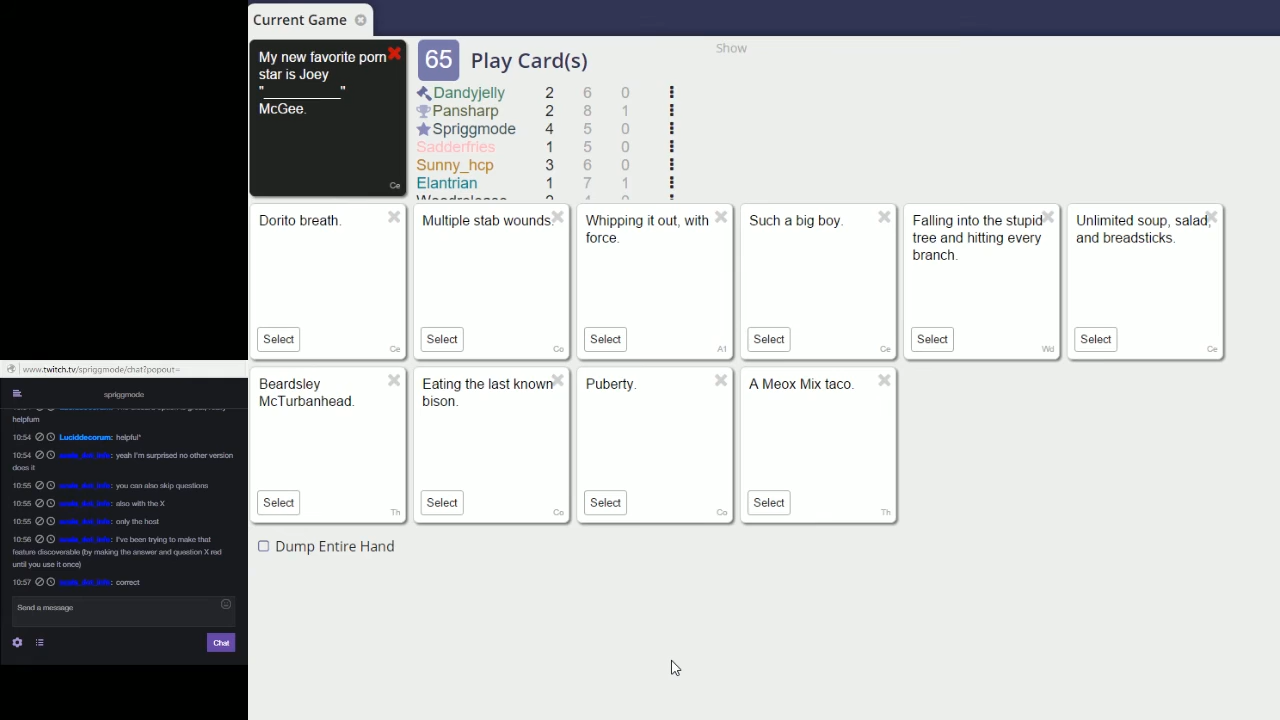 Current Game
My new favorite porn
star is Joey
"__________"
McGee.
Ce
65 Play Card(s)
Show
Dandyjelly 2 6 0
Pansharp 2 8 1
Spriggmode 4 5 0
Sadderfries 1 5 0
Sunny_hcp 3 6 0
Elantrian 1 7 1
Dorito breath.
Select
Ce
Multiple stab wounds.
Select
Co
Whipping it out, with
force.
Select
A1
Such a big boy.
Select
Ce
Falling into the stupid
tree and hitting every
branch.
Select
Wd
Unlimited soup, salad,
and breadsticks.
Select
Ce
Beardsley
McTurbanhead.
Select
Th
Eating the last known
bison.
Select
Co
Puberty.
Select
Co
A Meox Mix taco.
Select
Th
Dump Entire Hand
www.twitch.tv/spriggmode/chat?popout=
spriggmode
helpfum
10:54 Luciddecorum: helpful*
10:54 yeah I'm surprised no other version
does it
10:55 you can also skip questions
10:55 also with the X
10:55 only the host
10:56 I've been trying to make that
feature discoverable (by making the answer and question X red
until you use it once)
10:57 correct
Send a message
Chat